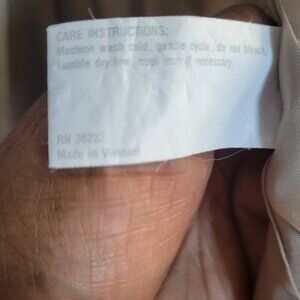 CARE INSTRUCTIONS:
Machine wash cold, gentle cycle, do not bleach.
Tumble dry low, cool iron if necessary.
RN 36232
Made in Vietnam